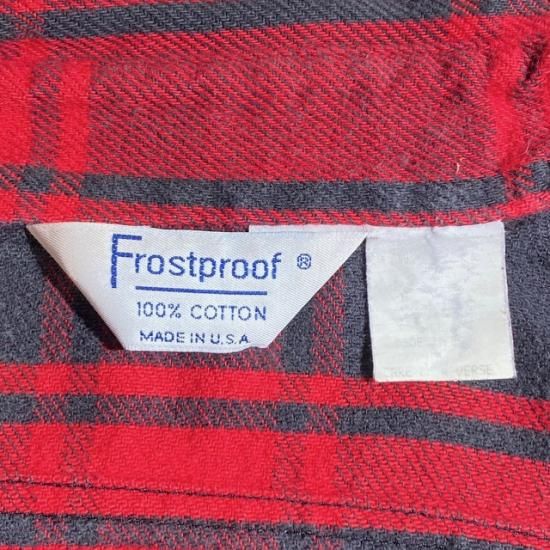 Frostproof ®
100% COTTON
MADE IN U.S.A.